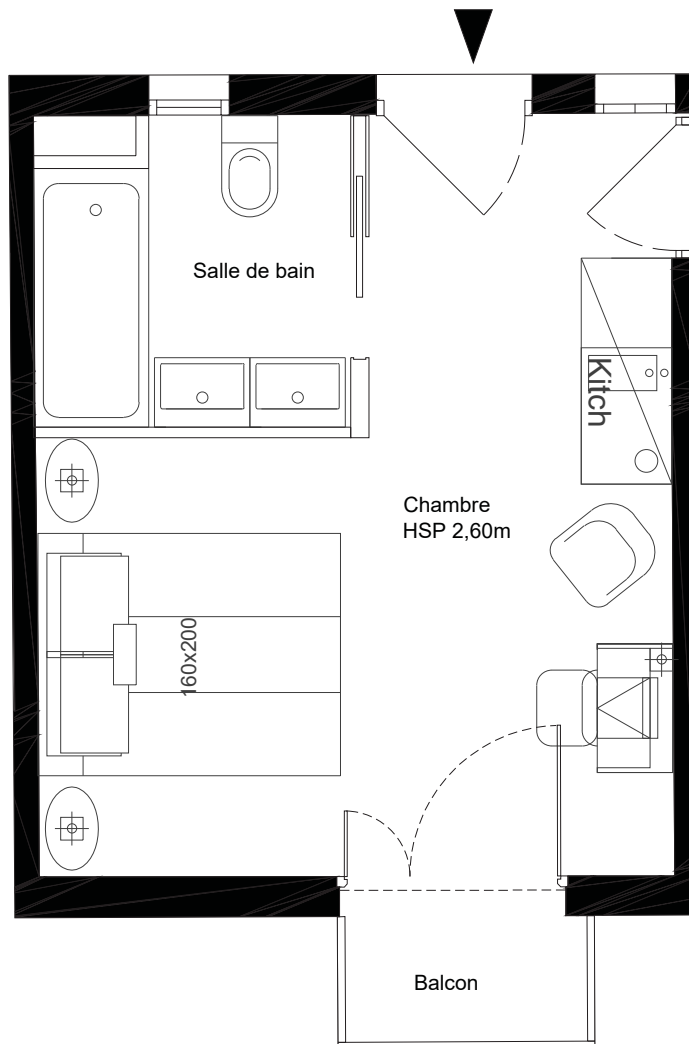 Salle de bain
Kitch
Chambre
HSP 2,60m
160x200
Balcon